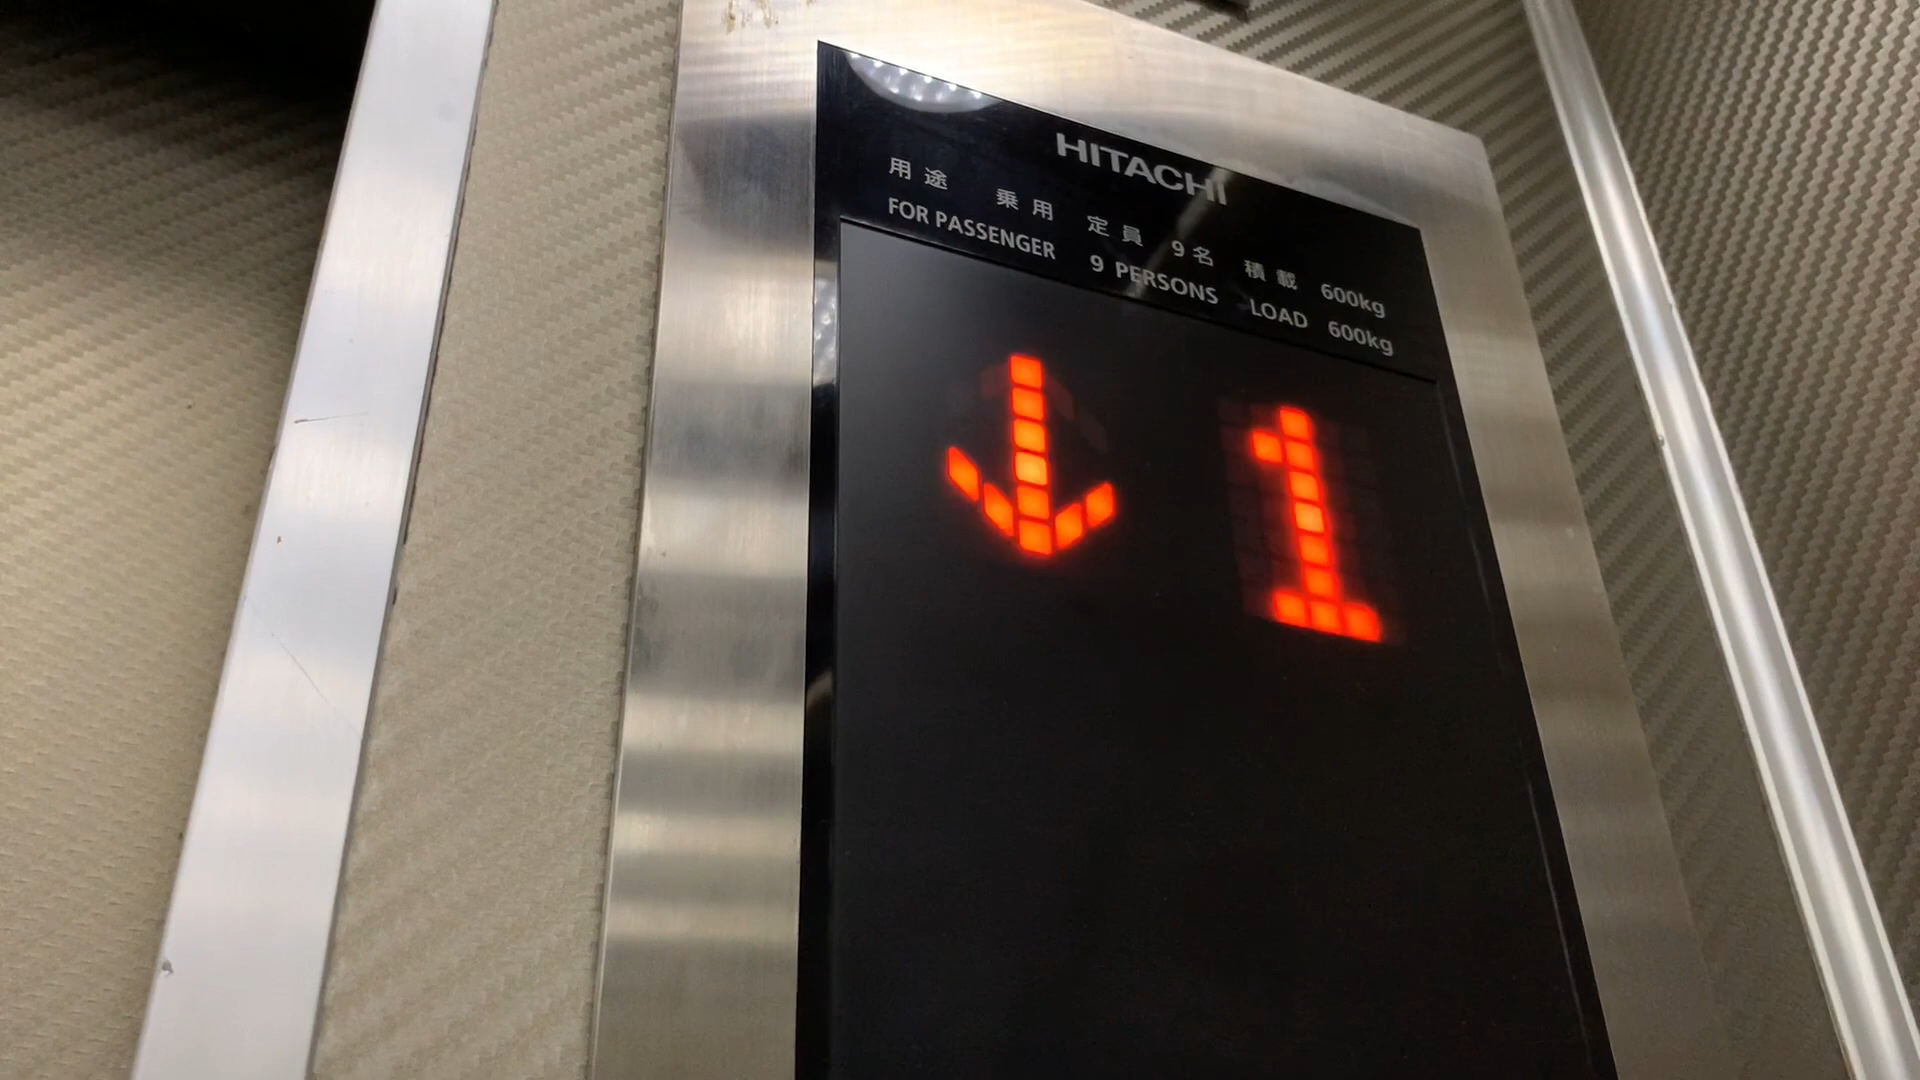 HITACHI
用途 乗用 定員 9名 積載 600kg
FOR PASSENGER 9 PERSONS LOAD 600kg
↓ 1